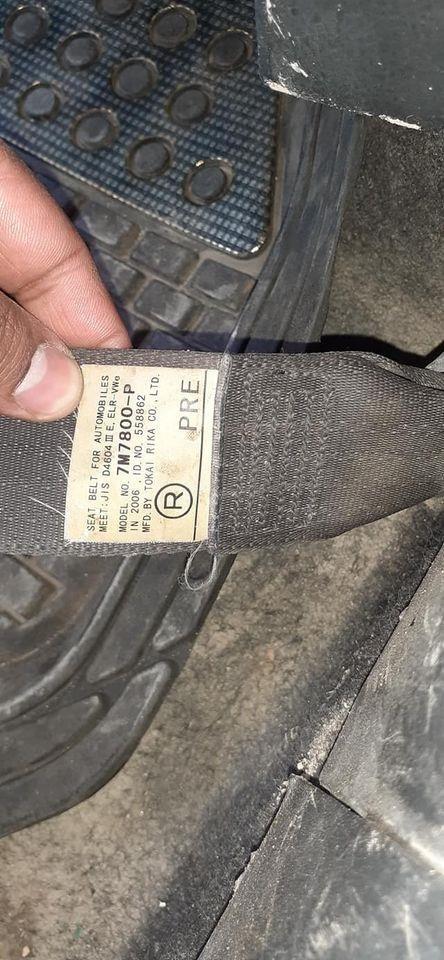 SEAT BELT FOR AUTOMOBILES
MEET:JIS D4604 III E, ELR-VWe
MODEL NO. 7M7800-P
IN 2006 , ID. NO. 558862
MFD. BY TOKAI RIKA CO., LTD.
R PRE